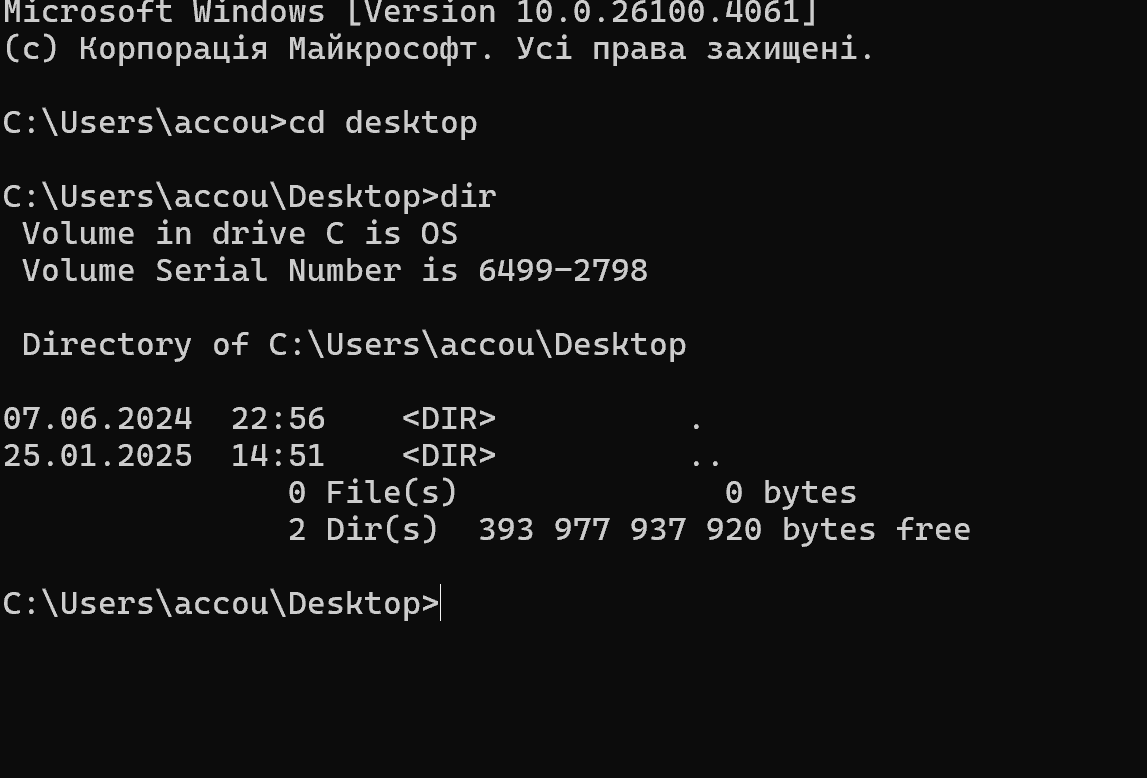 Microsoft Windows [Version 10.0.26100.4061]
(c) Корпорація Майкрософт. Усі права захищені.
C:\Users\accou>cd desktop
C:\Users\accou\Desktop>dir
Volume in drive C is OS
Volume Serial Number is 6499-2798
Directory of C:\Users\accou\Desktop
07.06.2024  22:56    <DIR>          .
25.01.2025  14:51    <DIR>          ..
0 File(s)              0 bytes
2 Dir(s)  393 977 937 920 bytes free
C:\Users\accou\Desktop>